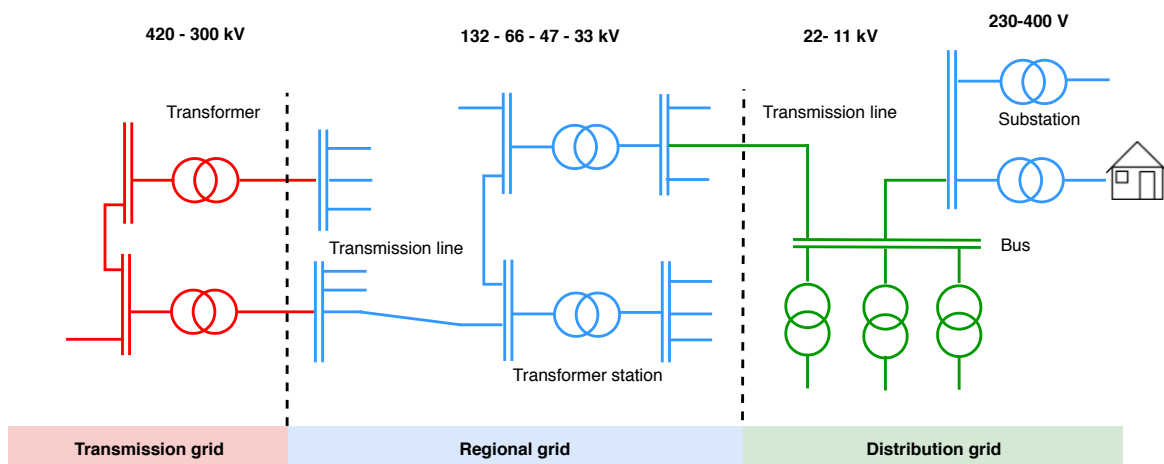 420 - 300 kV
132 - 66 - 47 - 33 kV
22- 11 kV
230-400 V
Transformer
Transmission line
Substation
Transmission line
Bus
Transformer station
Transmission grid
Regional grid
Distribution grid